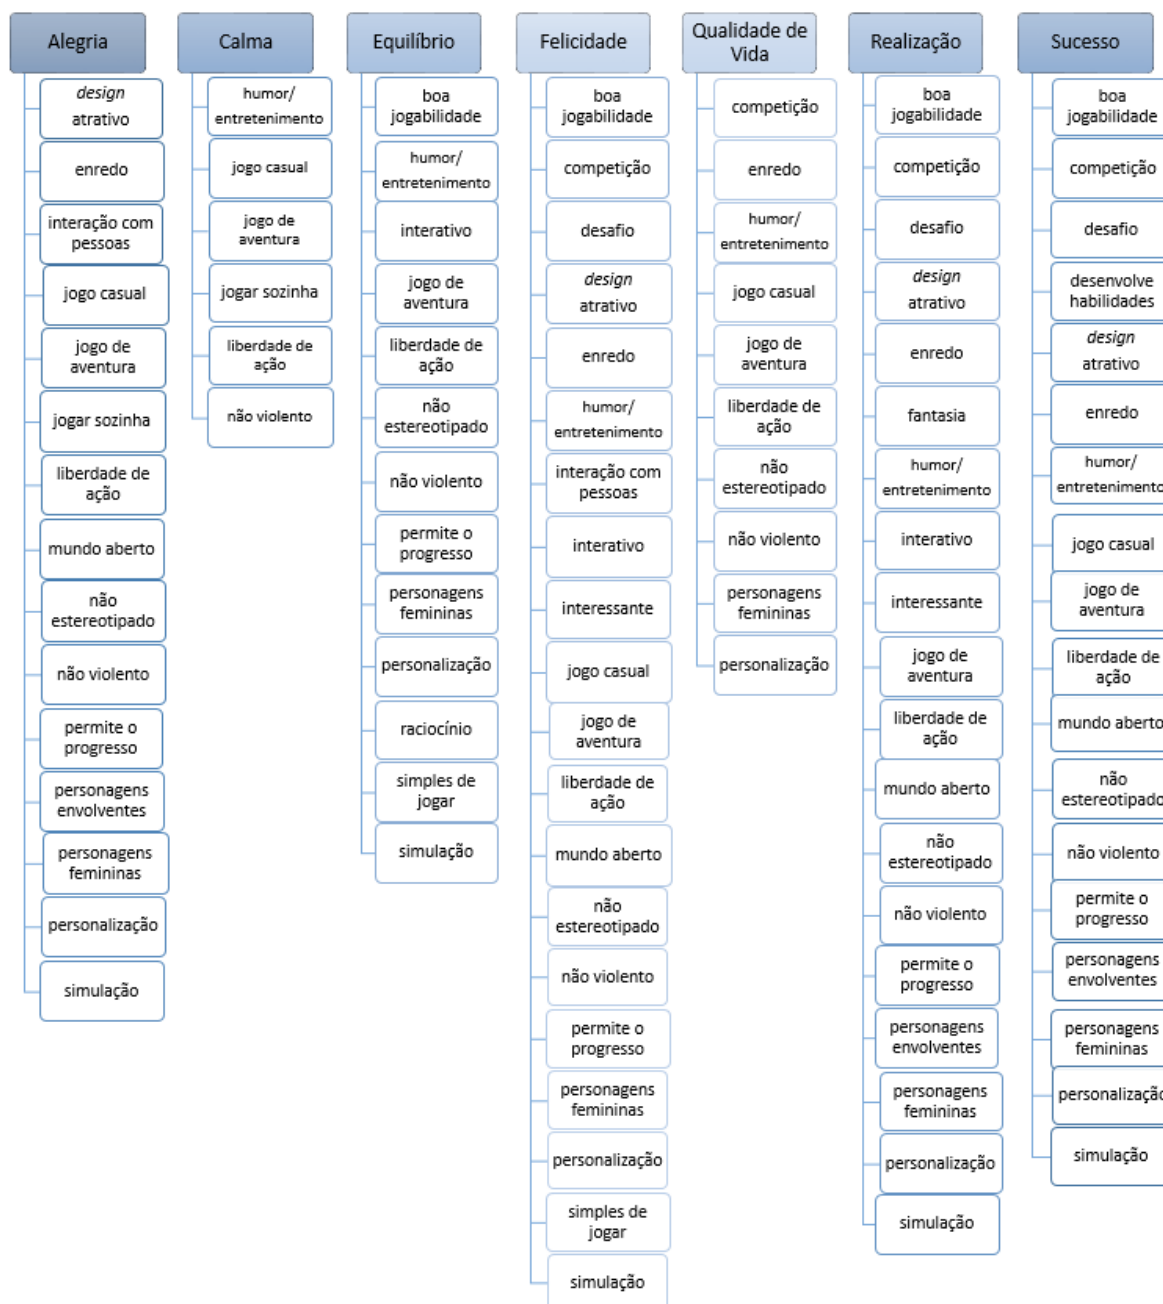 Alegria
design
atrativo
enredo
interação com
pessoas
jogo casual
jogo de
aventura
jogar sozinha
liberdade de
ação
mundo aberto
não
estereotipado
não violento
permite o
progresso
personagens
envolventes
personagens
femininas
personalização
simulação
Calma
humor/
entretenimento
jogo casual
jogo de
aventura
jogar sozinha
liberdade de
ação
não violento
Equilíbrio
boa
jogabilidade
humor/
entretenimento
interativo
jogo de
aventura
liberdade de
ação
não
estereotipado
não violento
permite o
progresso
personagens
femininas
personalização
raciocínio
simples de
jogar
simulação
Felicidade
boa
jogabilidade
competição
desafio
design
atrativo
enredo
humor/
entretenimento
interação com
pessoas
interativo
interessante
jogo casual
jogo de
aventura
liberdade de
ação
mundo aberto
não
estereotipado
não violento
permite o
progresso
personagens
femininas
personalização
simples de
jogar
simulação
Qualidade de
Vida
competição
enredo
humor/
entretenimento
jogo casual
jogo de
aventura
liberdade de
ação
não
estereotipado
não violento
personagens
femininas
personalização
Realização
boa
jogabilidade
competição
desafio
design
atrativo
enredo
fantasia
humor/
entretenimento
interativo
interessante
jogo de
aventura
liberdade de
ação
mundo aberto
não
estereotipado
não violento
permite o
progresso
personagens
envolventes
personagens
femininas
personalização
simulação
Sucesso
boa
jogabilidade
competição
desafio
desenvolve
habilidades
design
atrativo
enredo
humor/
entretenimento
jogo casual
jogo de
aventura
liberdade de
ação
mundo aberto
não
estereotipado
não violento
permite o
progresso
personagens
envolventes
personagens
femininas
personalização
simulação